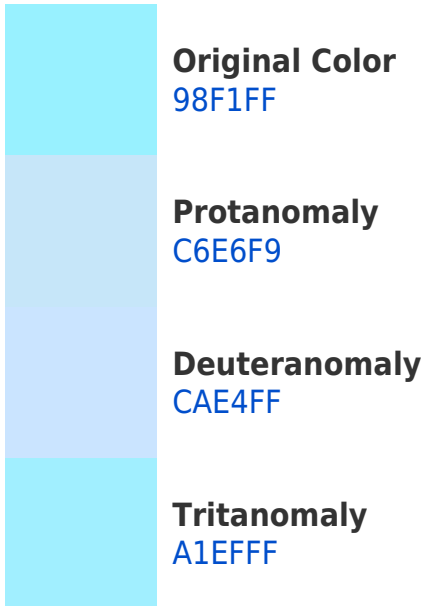 Original Color
98F1FF
Protanomaly
C6E6F9
Deuteranomaly
CAE4FF
Tritanomaly
A1EFFF